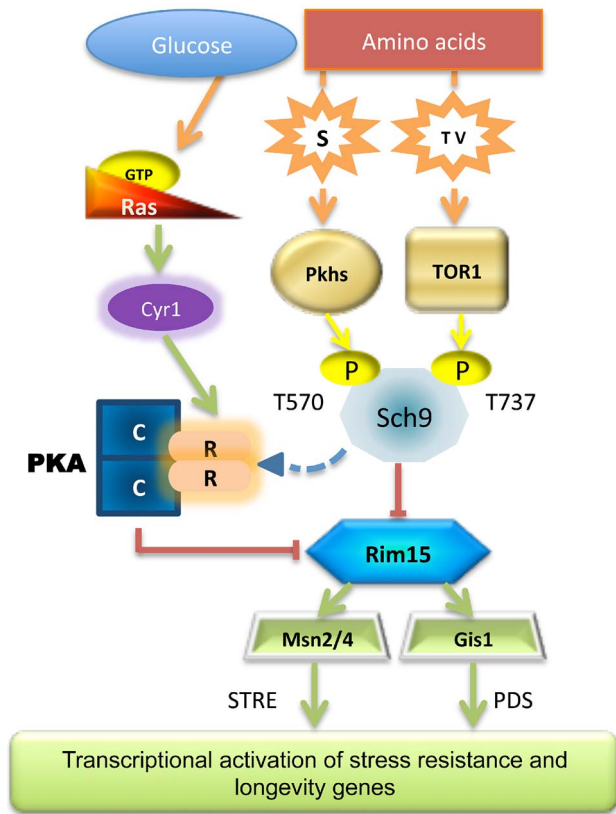 Glucose
Amino acids
S
T V
GTP
Ras
Pkhs
TOR1
Cyr1
P
P
T570
T737
Sch9
C
R
PKA
C
R
Rim15
Msn2/4
Gis1
STRE
PDS
Transcriptional activation of stress resistance and
longevity genes